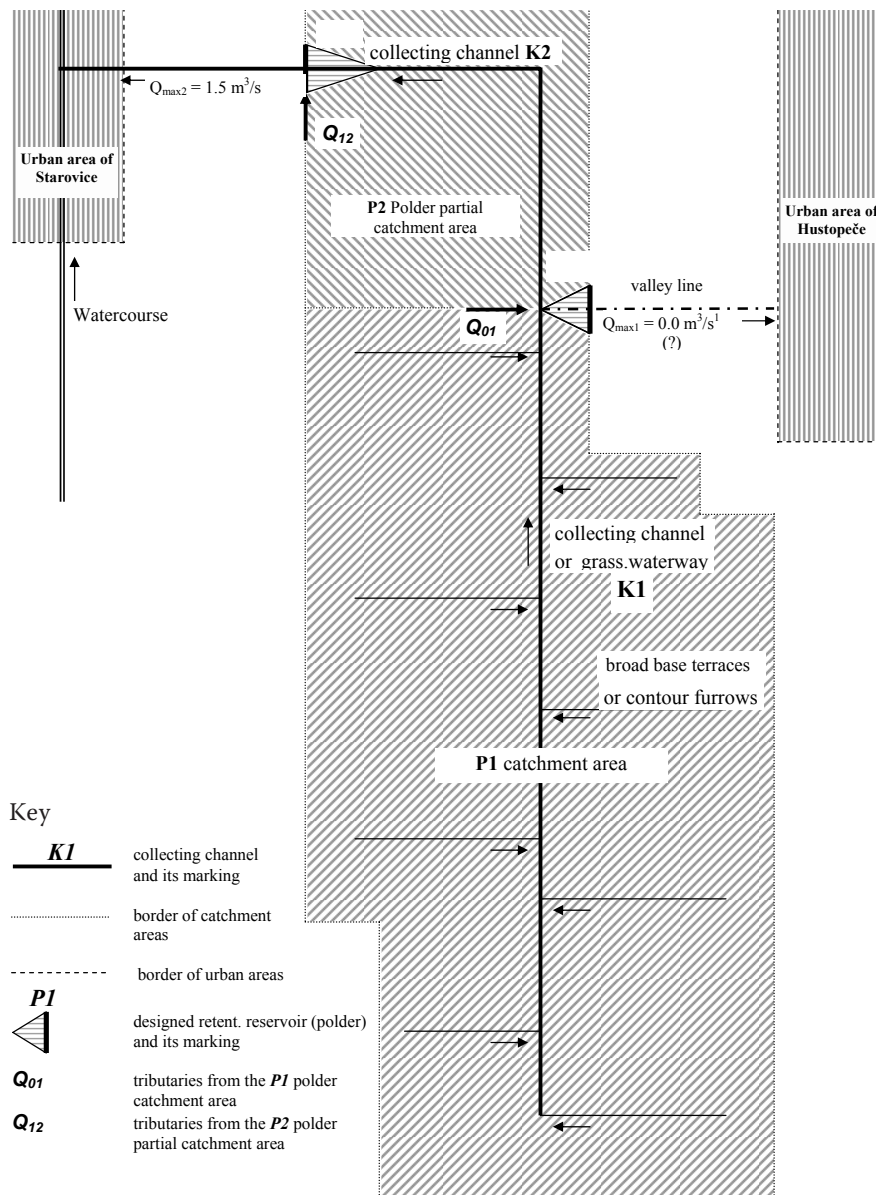 collecting channel K2
Qmax2 = 1.5 m³/s
Q12
Urban area of
Starovice
P2 Polder partial
catchment area
Urban area of
Hustopeče
Watercourse
valley line
Q01
Qmax1 = 0.0 m³/s¹
(?)
collecting channel
or grass.waterway
K1
broad base terraces
or contour furrows
P1 catchment area
Key
K1
collecting channel
and its marking
border of catchment
areas
border of urban areas
P1
designed retent. reservoir (polder)
and its marking
Q01
tributaries from the P1 polder
catchment area
Q12
tributaries from the P2 polder
partial catchment area